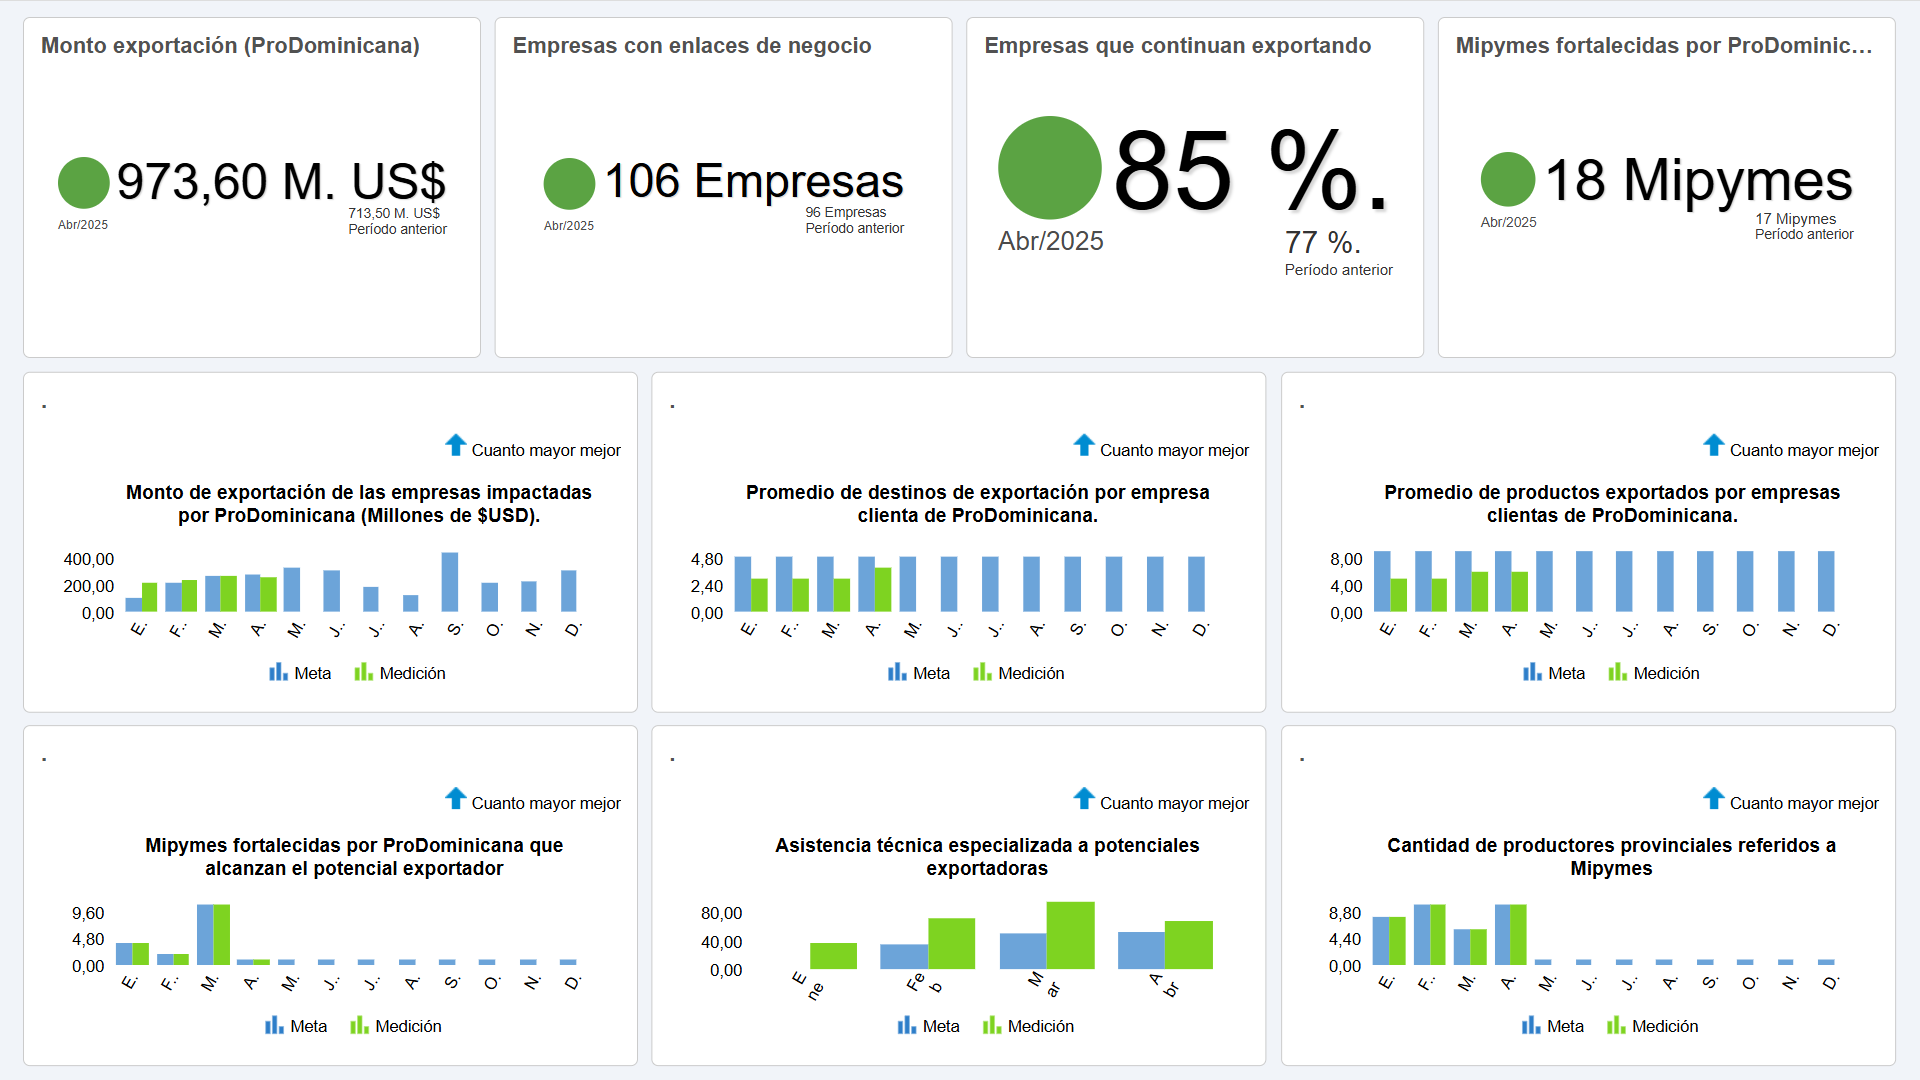 Monto exportación (ProDominicana)
973,60 M. US$
Abr/2025
713,50 M. US$
Período anterior
Empresas con enlaces de negocio
106 Empresas
Abr/2025
96 Empresas
Período anterior
Empresas que continuan exportando
85 %.
Abr/2025
77 %.
Período anterior
Mipymes fortalecidas por ProDominic…
18 Mipymes
Abr/2025
17 Mipymes
Período anterior
.
Cuanto mayor mejor
Monto de exportación de las empresas impactadas
por ProDominicana (Millones de $USD).
400,00
200,00
0,00
E. F.. M. A. M. J.. J.. A. S. O. N. D.
Meta Medición
.
Cuanto mayor mejor
Promedio de destinos de exportación por empresa
clienta de ProDominicana.
4,80
2,40
0,00
E. F.. M. A. M. J.. J.. A. S. O. N. D.
Meta Medición
.
Cuanto mayor mejor
Promedio de productos exportados por empresas
clientas de ProDominicana.
8,00
4,00
0,00
E. F.. M. A. M. J.. J.. A. S. O. N. D.
Meta Medición
.
Cuanto mayor mejor
Mipymes fortalecidas por ProDominicana que
alcanzan el potencial exportador
9,60
4,80
0,00
E. F.. M. A. M. J.. J.. A. S. O. N. D.
Meta Medición
.
Cuanto mayor mejor
Asistencia técnica especializada a potenciales
exportadoras
80,00
40,00
0,00
E
ne
Fe
b
M
ar
A
br
Meta Medición
.
Cuanto mayor mejor
Cantidad de productores provinciales referidos a
Mipymes
8,80
4,40
0,00
E. F.. M. A. M. J.. J.. A. S. O. N. D.
Meta Medición